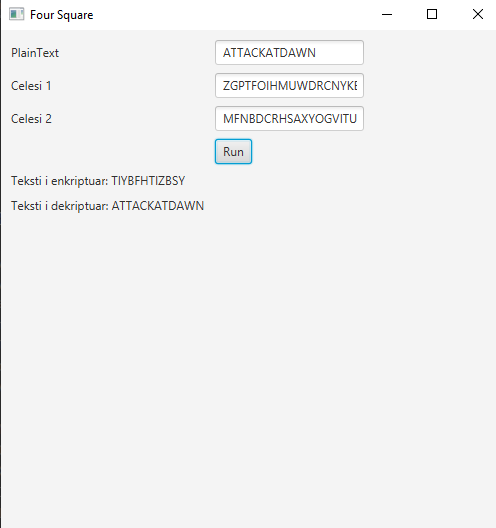 Four Square
PlainText ATTACKATDAWN
Celesi 1 ZGPTFOIHMUWDRCNYKE
Celesi 2 MFNBDCRHSAXYOGVITU
Run
Teksti i enkriptuar: TIYBFHTIZBSY
Teksti i dekriptuar: ATTACKATDAWN